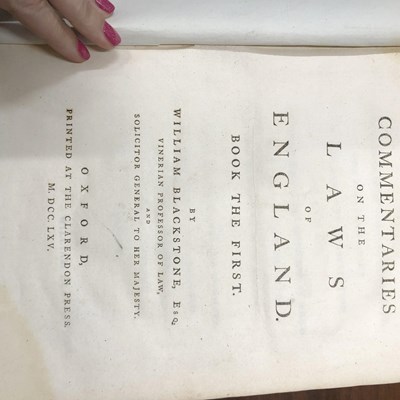 COMMENTARIES
ON THE
LAWS
OF
ENGLAND.
BOOK THE FIRST.
BY
WILLIAM BLACKSTONE, Esq.
VINERIAN PROFESSOR OF LAW,
AND
SOLICITOR GENERAL TO HER MAJESTY.
OXFORD,
PRINTED AT THE CLARENDON PRESS.
M. DCC. LXV.